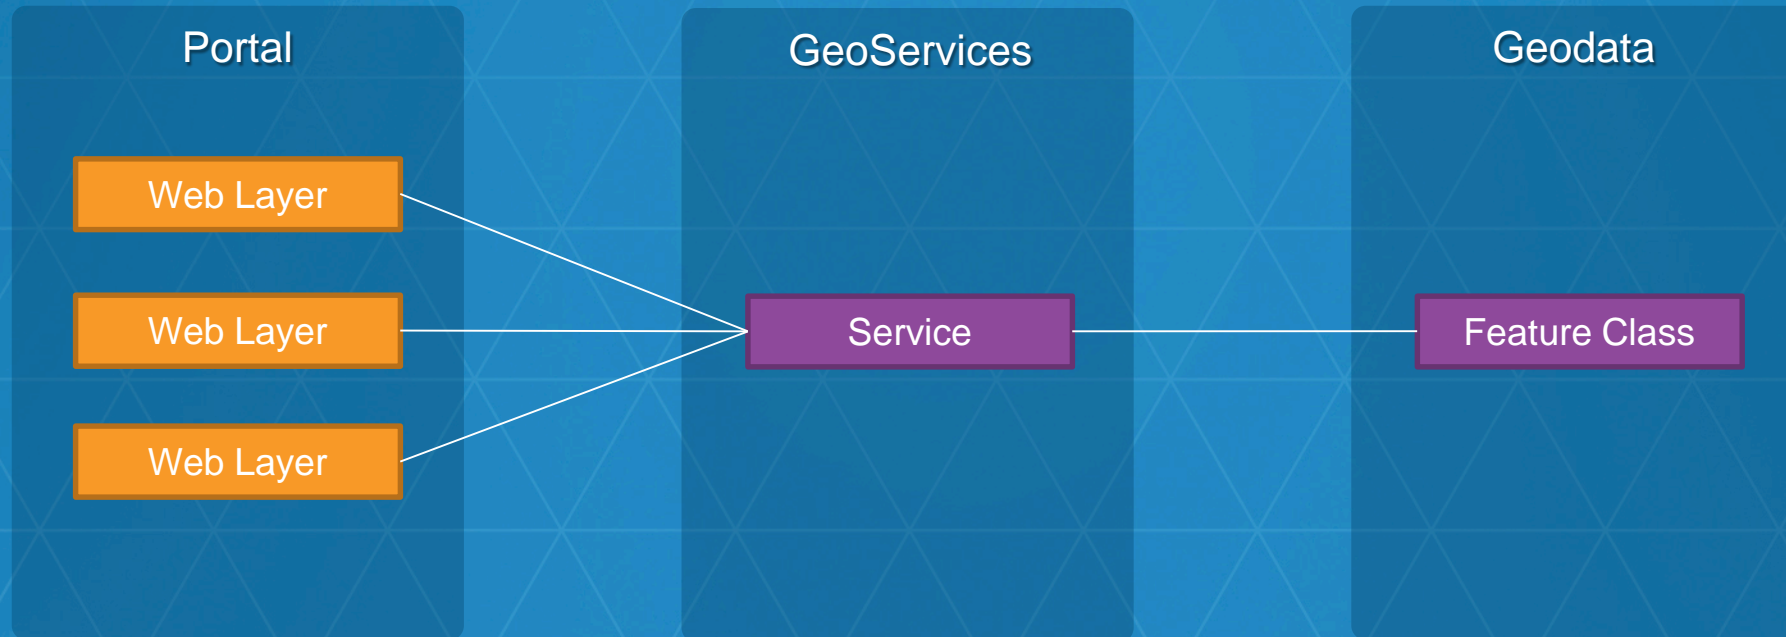 Portal
GeoServices
Geodata
Web Layer
Web Layer
Service
Feature Class
Web Layer